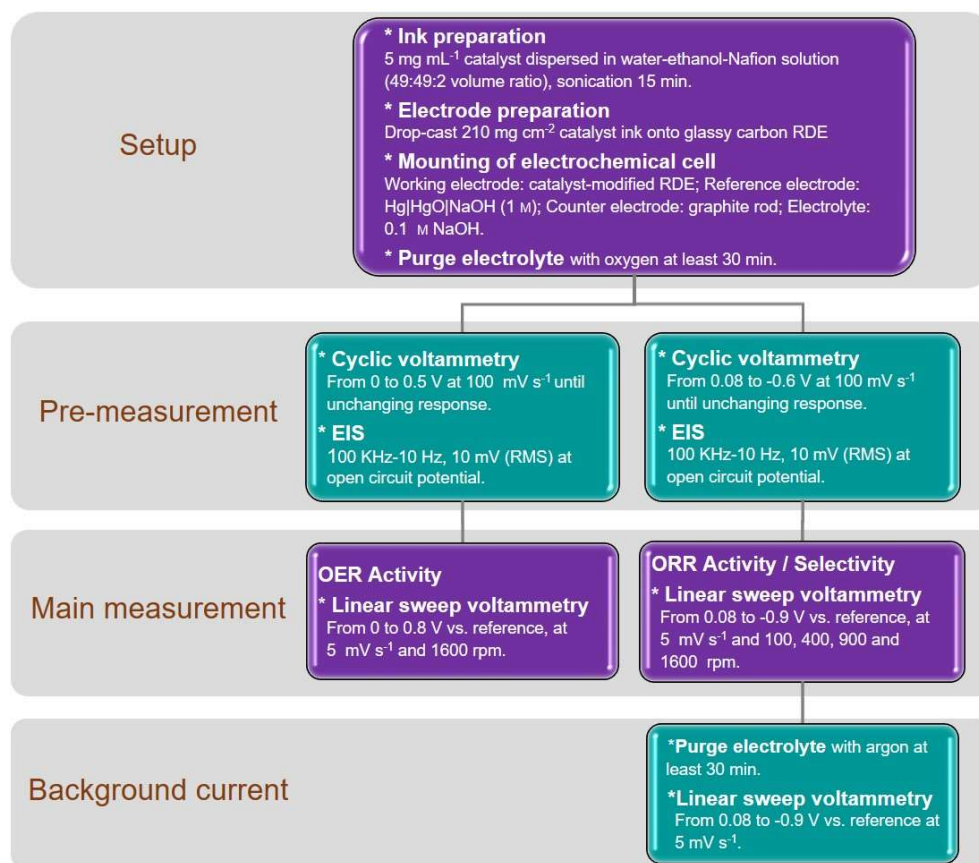 Setup
* Ink preparation
5 mg mL⁻¹ catalyst dispersed in water-ethanol-Nafion solution
(49:49:2 volume ratio), sonication 15 min.
* Electrode preparation
Drop-cast 210 mg cm⁻² catalyst ink onto glassy carbon RDE
* Mounting of electrochemical cell
Working electrode: catalyst-modified RDE; Reference electrode:
Hg|HgO|NaOH (1 M); Counter electrode: graphite rod; Electrolyte:
0.1 M NaOH.
* Purge electrolyte with oxygen at least 30 min.
Pre-measurement
* Cyclic voltammetry
From 0 to 0.5 V at 100 mV s⁻¹ until
unchanging response.
* EIS
100 KHz-10 Hz, 10 mV (RMS) at
open circuit potential.
* Cyclic voltammetry
From 0.08 to -0.6 V at 100 mV s⁻¹
until unchanging response.
* EIS
100 KHz-10 Hz, 10 mV (RMS) at
open circuit potential.
Main measurement
OER Activity
* Linear sweep voltammetry
From 0 to 0.8 V vs. reference, at
5 mV s⁻¹ and 1600 rpm.
ORR Activity / Selectivity
* Linear sweep voltammetry
From 0.08 to -0.9 V vs. reference, at
5 mV s⁻¹ and 100, 400, 900 and
1600 rpm.
Background current
*Purge electrolyte with argon at
least 30 min.
*Linear sweep voltammetry
From 0.08 to -0.9 V vs. reference at
5 mV s⁻¹.